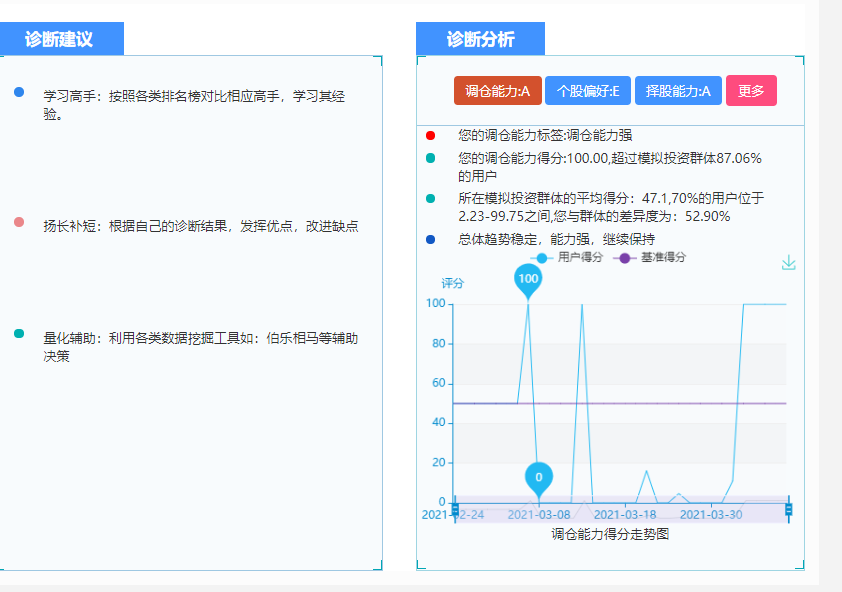 诊断建议
学习高手：按照各类排名榜对比相应高手，学习其经
验。
扬长补短：根据自己的诊断结果，发挥优点，改进缺点
量化辅助：利用各类数据挖掘工具如：伯乐相马等辅助
决策
诊断分析
调仓能力:A
个股偏好:E
择股能力:A
更多
您的调仓能力标签:调仓能力强
您的调仓能力得分:100.00,超过模拟投资群体87.06%
的用户
所在模拟投资群体的平均得分：47.1,70%的用户位于
2.23-99.75之间,您与群体的差异度为：52.90%
总体趋势稳定，能力强，继续保持
用户得分 基准得分
评分
100
100
80
60
40
20
0
0
2021-02-24 2021-03-08 2021-03-18 2021-03-30
调仓能力得分走势图